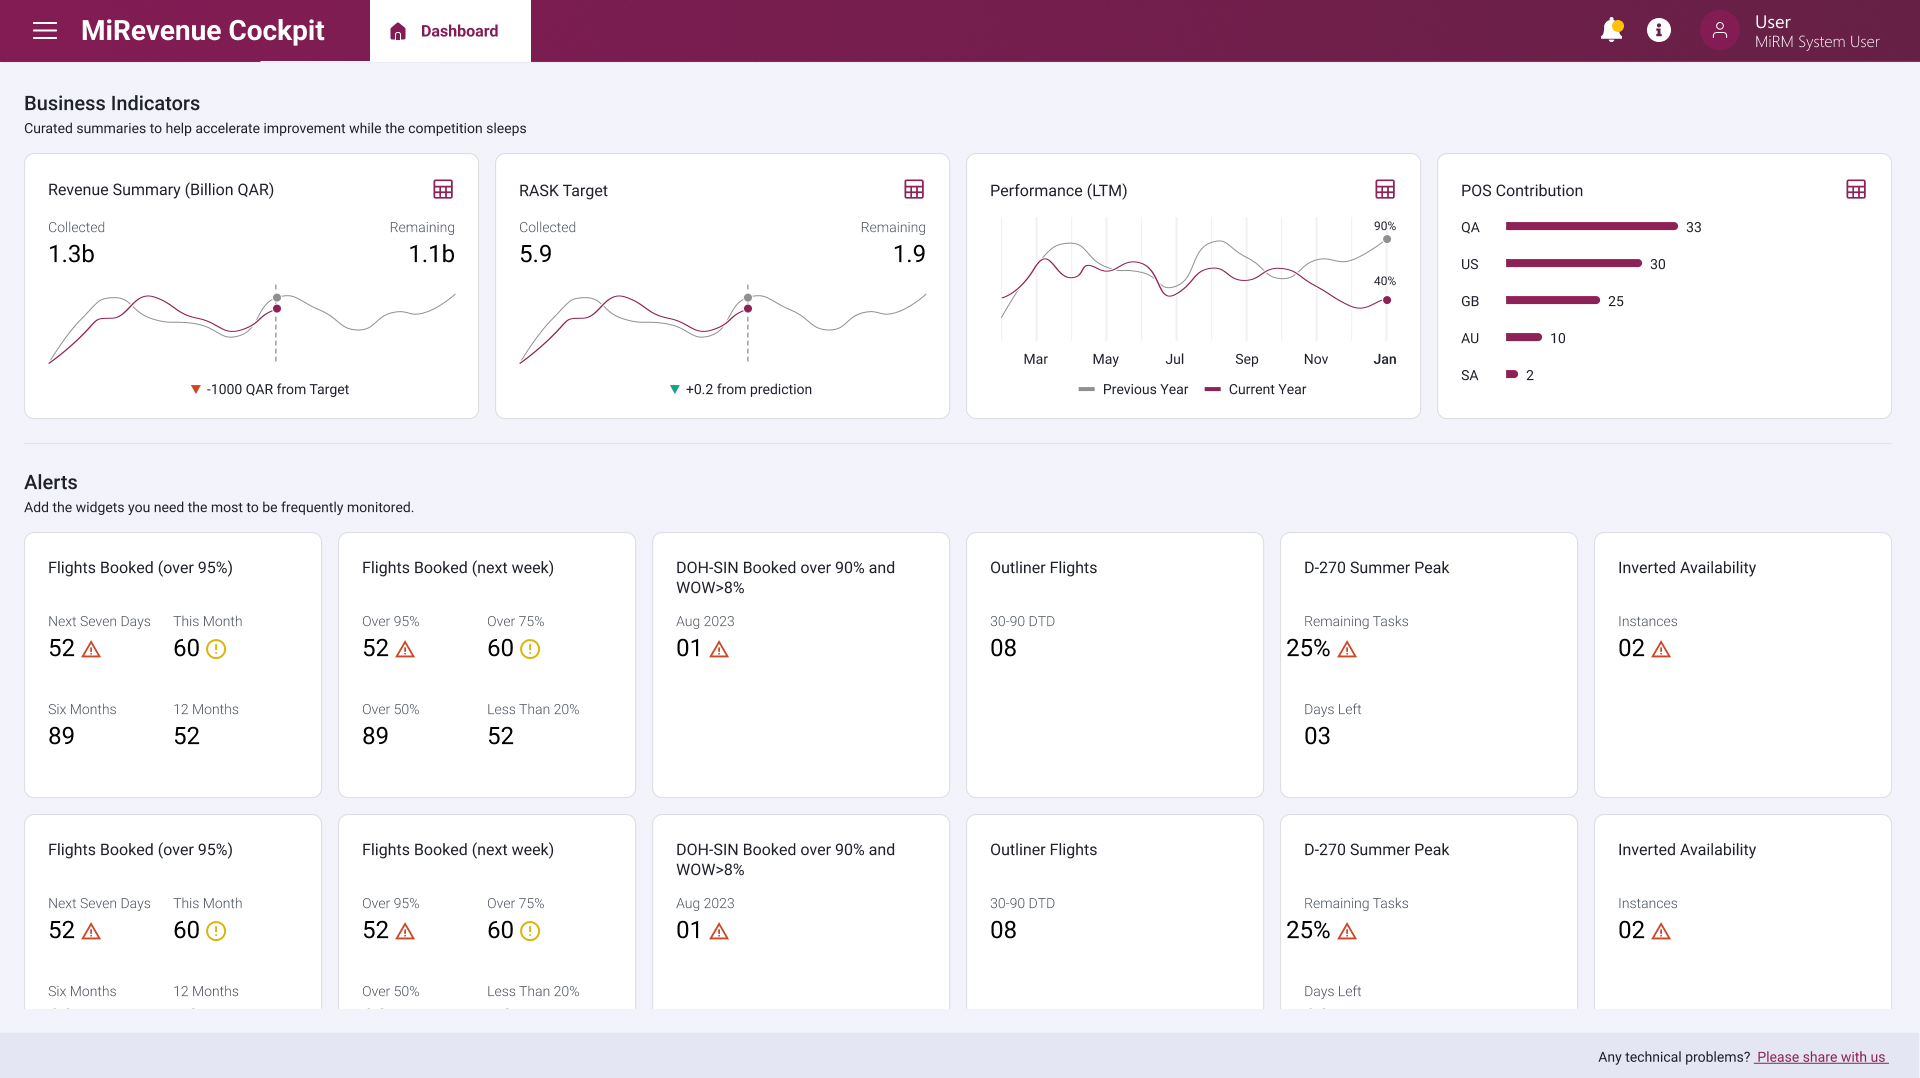 MiRevenue Cockpit
Dashboard
User
MiRM System User
Business Indicators
Curated summaries to help accelerate improvement while the competition sleeps
Revenue Summary (Billion QAR)
Collected
Remaining
1.3b
1.1b
-1000 QAR from Target
RASK Target
Collected
Remaining
5.9
1.9
+0.2 from prediction
Performance (LTM)
90%
40%
Mar May Jul Sep Nov Jan
Previous Year Current Year
POS Contribution
QA 33
US 30
GB 25
AU 10
SA 2
Alerts
Add the widgets you need the most to be frequently monitored.
Flights Booked (over 95%)
Next Seven Days This Month
52 60
Six Months 12 Months
89 52
Flights Booked (next week)
Over 95% Over 75%
52 60
Over 50% Less Than 20%
89 52
DOH-SIN Booked over 90% and
WOW>8%
Aug 2023
01
Outliner Flights
30-90 DTD
08
D-270 Summer Peak
Remaining Tasks
25%
Days Left
03
Inverted Availability
Instances
02
Flights Booked (over 95%)
Next Seven Days This Month
52 60
Six Months 12 Months
Flights Booked (next week)
Over 95% Over 75%
52 60
Over 50% Less Than 20%
DOH-SIN Booked over 90% and
WOW>8%
Aug 2023
01
Outliner Flights
30-90 DTD
08
D-270 Summer Peak
Remaining Tasks
25%
Days Left
Inverted Availability
Instances
02
Any technical problems? Please share with us